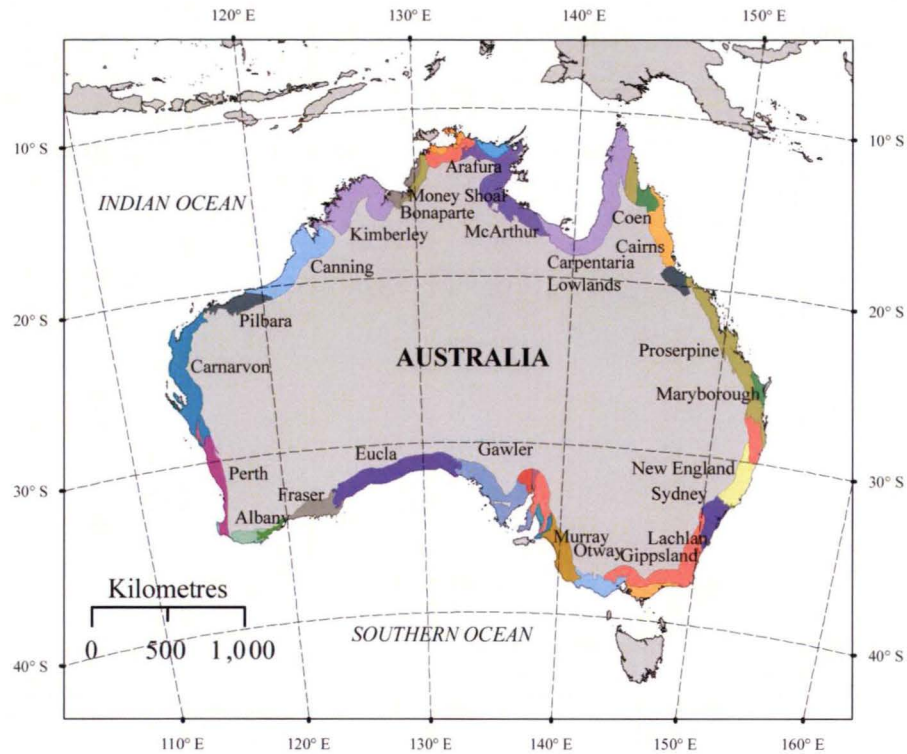 120° E 130° E 140° E 150° E
10° S 10° S
INDIAN OCEAN
Arafura
Money Shoal
Bonaparte
Kimberley
McArthur
Coen
Cairns
Canning
Carpentaria
Lowlands
Pilbara
20° S 20° S
Carnarvon
AUSTRALIA
Proserpine
Maryborough
Eucla
Gawler
Perth
New England
30° S 30° S
Fraser
Sydney
Albany
Murray
Lachlan
Otway
Gippsland
Kilometres
0 500 1,000
SOUTHERN OCEAN
40° S 40° S
110° E 120° E 130° E 140° E 150° E 160° E